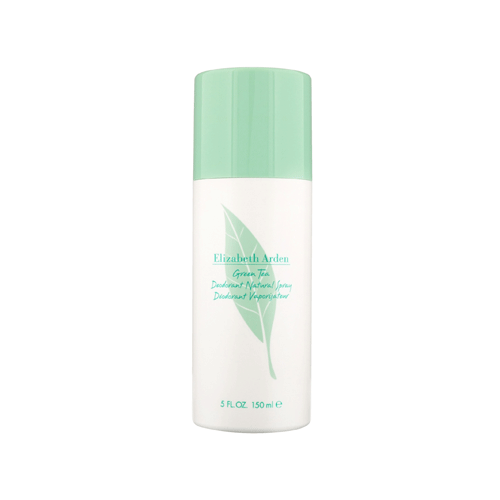 Elizabeth Arden
Green Tea
Deodorant Natural Spray
Déodorant Vaporisateur
5 FL.OZ. 150 ml ℮